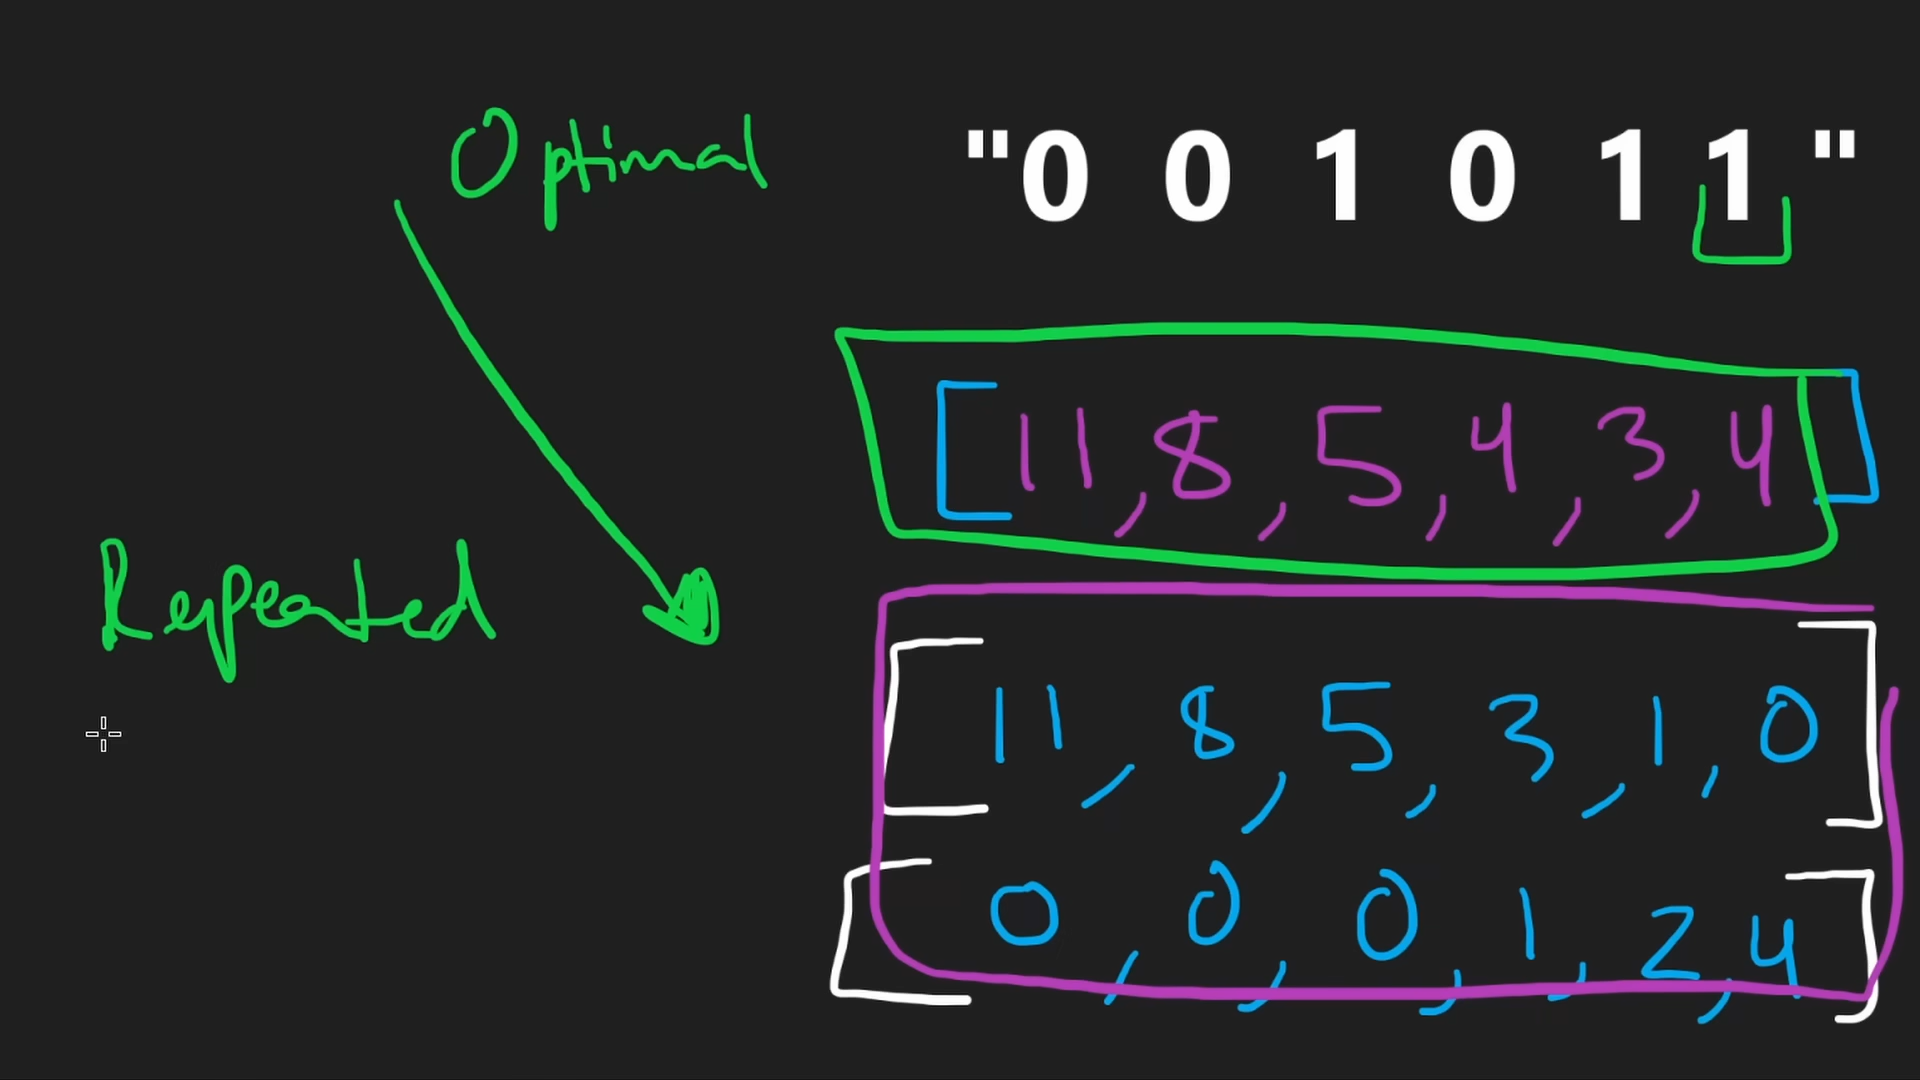 Optimal
"0 0 1 0 1 1 "
[11,8,5,4,3,4]
Repeated
[11,8,5,3,1,0]
[0,0,0,1,2,4]